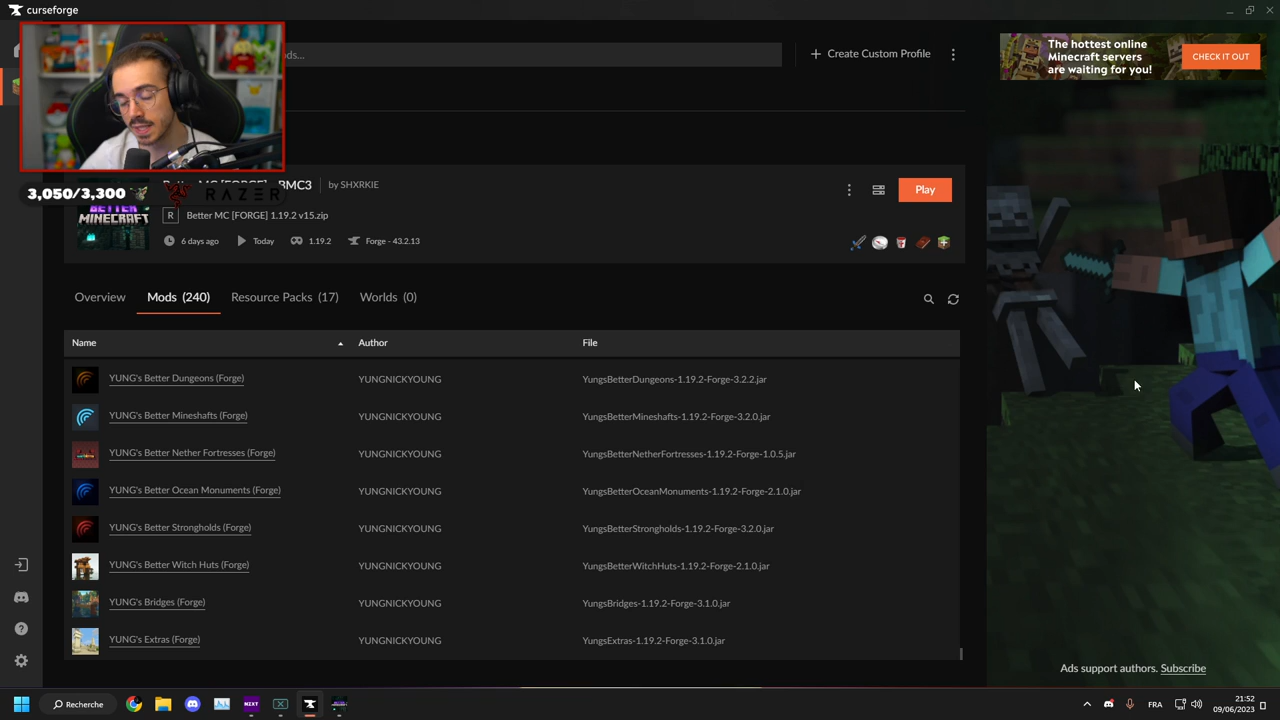 curseforge
ds...
Create Custom Profile
The hottest online
Minecraft servers
are waiting for you!
CHECK IT OUT
3,050/3,300
RAZER
BMC3
by SHXRKIE
Play
BETTER
MINECRAFT
R
Better MC [FORGE] 1.19.2 v15.zip
6 days ago
Today
1.19.2
Forge - 43.2.13
Overview
Mods (240)
Resource Packs (17)
Worlds (0)
Name
Author
File
YUNG's Better Dungeons (Forge)
YUNGNICKYOUNG
YungsBetterDungeons-1.19.2-Forge-3.2.2.jar
YUNG's Better Mineshafts (Forge)
YUNGNICKYOUNG
YungsBetterMineshafts-1.19.2-Forge-3.2.0.jar
YUNG's Better Nether Fortresses (Forge)
YUNGNICKYOUNG
YungsBetterNetherFortresses-1.19.2-Forge-1.0.5.jar
YUNG's Better Ocean Monuments (Forge)
YUNGNICKYOUNG
YungsBetterOceanMonuments-1.19.2-Forge-2.1.0.jar
YUNG's Better Strongholds (Forge)
YUNGNICKYOUNG
YungsBetterStrongholds-1.19.2-Forge-3.2.0.jar
YUNG's Better Witch Huts (Forge)
YUNGNICKYOUNG
YungsBetterWitchHuts-1.19.2-Forge-2.1.0.jar
YUNG's Bridges (Forge)
YUNGNICKYOUNG
YungsBridges-1.19.2-Forge-3.1.0.jar
YUNG's Extras (Forge)
YUNGNICKYOUNG
YungsExtras-1.19.2-Forge-3.1.0.jar
Ads support authors. Subscribe
Recherche
NEXT
FRA
21:52
09/06/2023